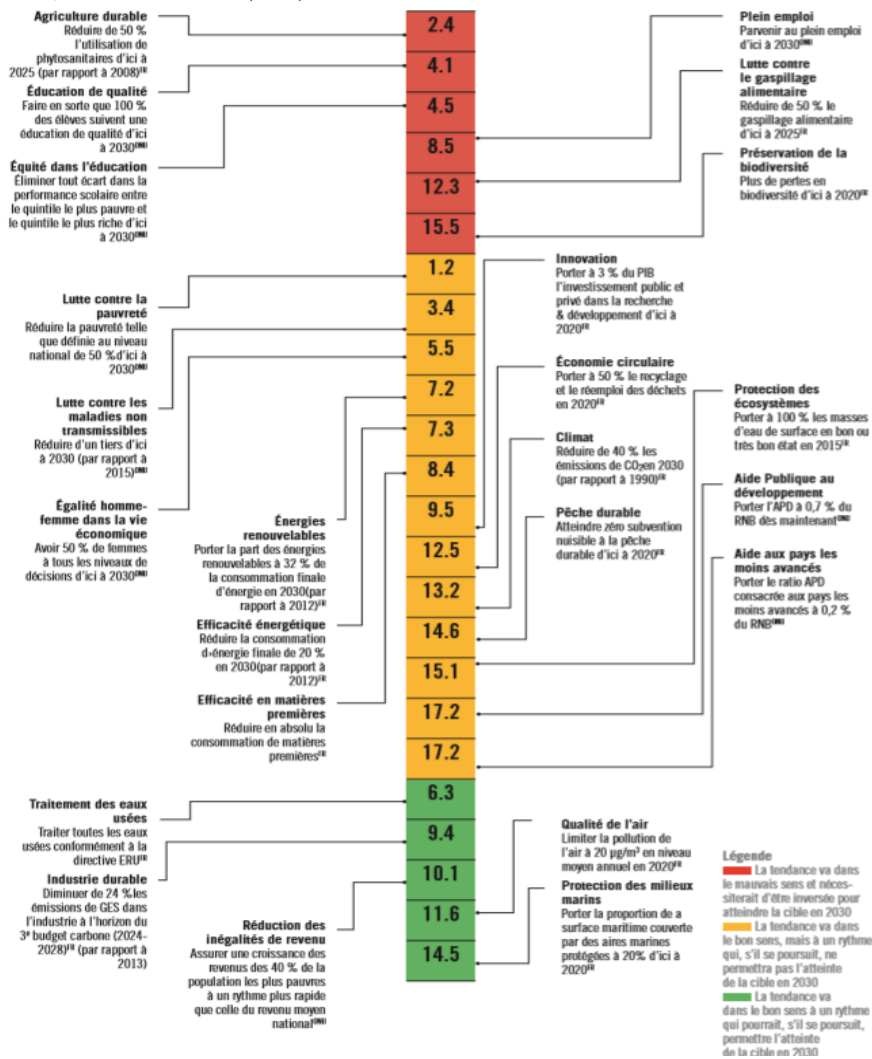 Agriculture durable
Réduire de 50 %
l'utilisation de
phytosanitaires d'ici à
2025 (par rapport à 2008)FR
Éducation de qualité
Faire en sorte que 100 %
des élèves suivent une
éducation de qualité d'ici
à 2030ONU
Équité dans l'éducation
Éliminer tout écart dans la
performance scolaire entre
le quintile le plus pauvre et
le quintile le plus riche d'ici
à 2030ONU
2.4
4.1
4.5
8.5
12.3
15.5
Plein emploi
Parvenir au plein emploi
d'ici à 2030ONU
Lutte contre
le gaspillage
alimentaire
Réduire de 50 % le
gaspillage alimentaire
d'ici à 2025FR
Préservation de la
biodiversité
Plus de pertes en
biodiversité d'ici à 2020FR
Lutte contre la
pauvreté
Réduire la pauvreté telle
que définie au niveau
national de 50 %d'ici à
2030ONU
Lutte contre les
maladies non
transmissibles
Réduire d'un tiers d'ici
à 2030 (par rapport à
2015)ONU
Égalité homme-
femme dans la vie
économique
Avoir 50 % de femmes
à tous les niveaux de
décisions d'ici à 2030ONU
Énergies
renouvelables
Porter la part des énergies
renouvelables à 32 % de
la consommation finale
d'énergie en 2030(par
rapport à 2012)FR
Efficacité énergétique
Réduire la consommation
d›énergie finale de 20 %
en 2030(par rapport à
2012)FR
Efficacité en matières
premières
Réduire en absolu la
consommation de matières
premièresFR
1.2
3.4
5.5
7.2
7.3
8.4
9.5
12.5
13.2
14.6
15.1
17.2
17.2
Innovation
Porter à 3 % du PIB
l'investissement public et
privé dans la recherche
& développement d'ici à
2020FR
Économie circulaire
Porter à 50 % le recyclage
et le réemploi des déchets
en 2020FR
Climat
Réduire de 40 % les
émissions de CO₂en 2030
(par rapport à 1990)FR
Pêche durable
Atteindre zéro subvention
nuisible à la pêche
durable d'ici à 2020FR
Protection des
écosystèmes
Porter à 100 % les masses
d'eau de surface en bon ou
très bon état en 2015FR
Aide Publique au
développement
Porter l'APD à 0,7 % du
RNB dès maintenantONU
Aide aux pays les
moins avancés
Porter le ratio APD
consacrée aux pays les
moins avancés à 0,2 %
du RNBONU
Traitement des eaux
usées
Traiter toutes les eaux
usées conformément à la
directive ERUFR
Industrie durable
Diminuer de 24 %les
émissions de GES dans
l'industrie à l'horizon du
3e budget carbone (2024-
2028)FR (par rapport à
2013)
Réduction des
inégalités de revenu
Assurer une croissance des
revenus des 40 % de la
population les plus pauvres
à un rythme plus rapide
que celle du revenu moyen
nationalONU
6.3
9.4
10.1
11.6
14.5
Qualité de l'air
Limiter la pollution de
l'air à 20 µg/m³ en niveau
moyen annuel en 2020FR
Protection des milieux
marins
Porter la proportion de a
surface maritime couverte
par des aires marines
protégées à 20% d'ici à
2020FR
Légende
La tendance va dans
le mauvais sens et néces-
siterait d'être inversée pour
atteindre la cible en 2030
La tendance va dans
le bon sens, mais à un rythme
qui, s'il se poursuit, ne
permettra pas l'atteinte
de la cible en 2030
La tendance va
dans le bon sens à un rythme
qui pourrait, s'il se poursuit,
permettre l'atteinte
de la cible en 2030